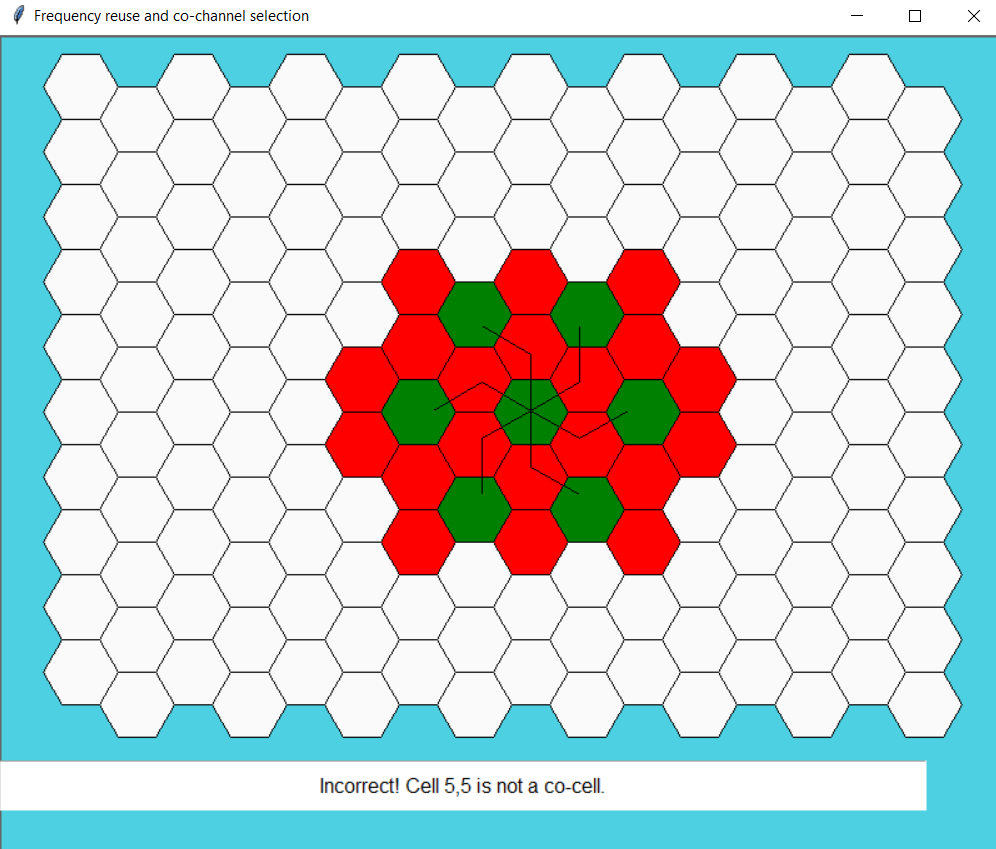 Frequency reuse and co-channel selection
Incorrect! Cell 5,5 is not a co-cell.